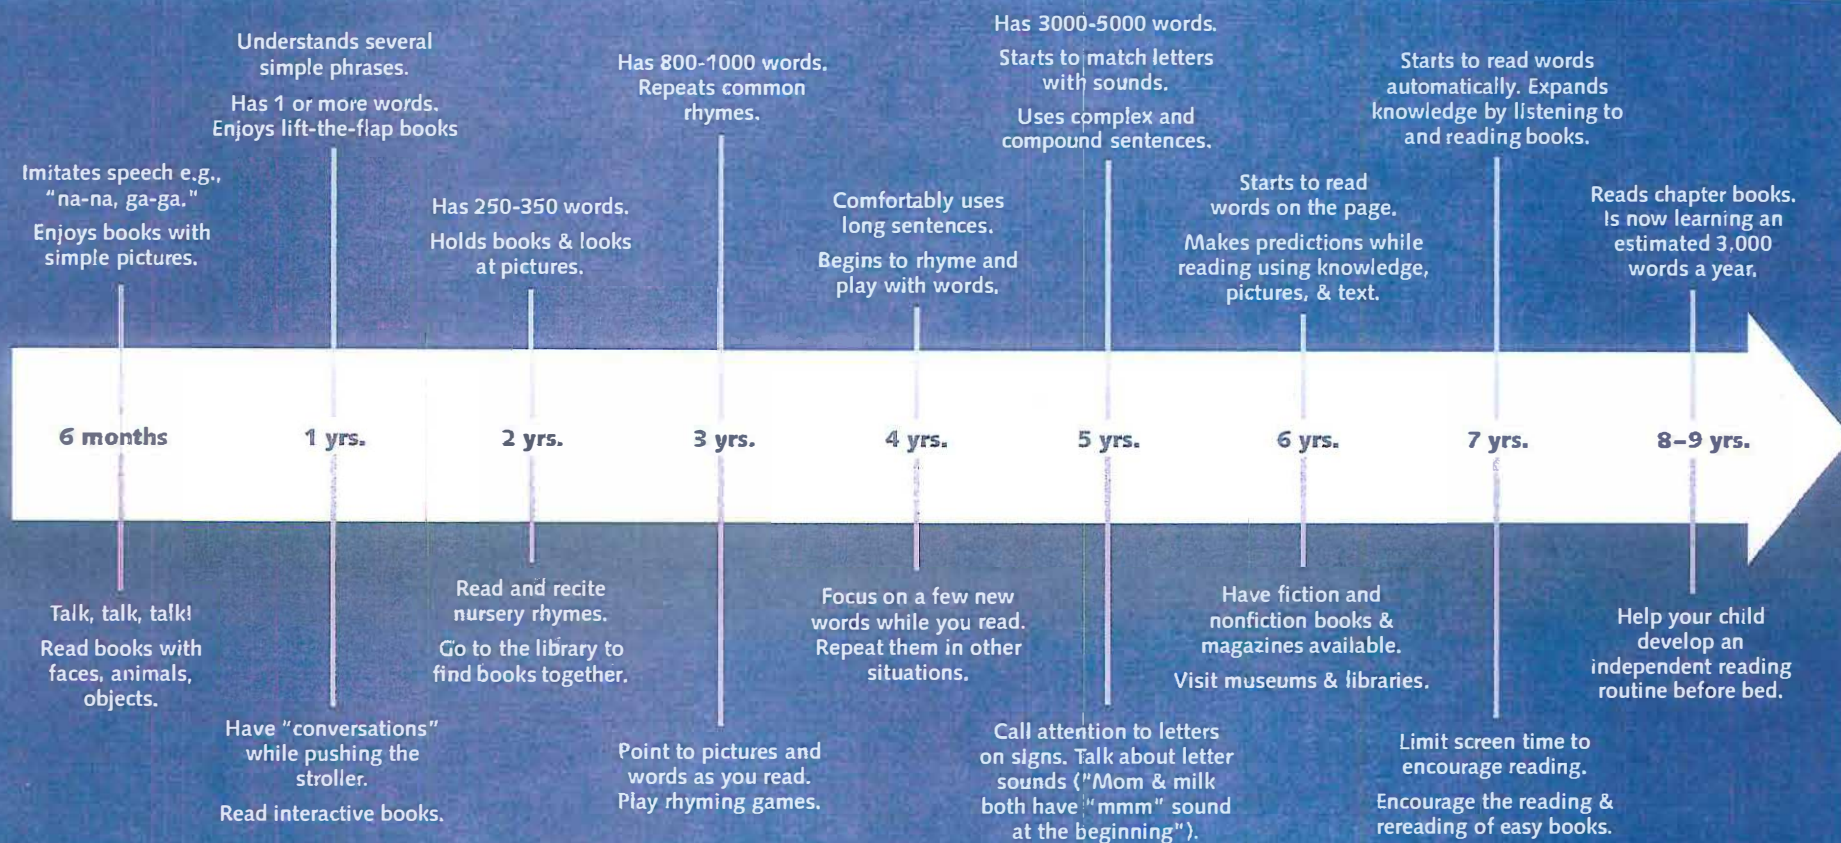 Imitates speech e.g.,
"na-na, ga-ga."
Enjoys books with
simple pictures.
Understands several
simple phrases.
Has 1 or more words.
Enjoys lift-the-flap books
Has 250-350 words.
Holds books & looks
at pictures.
Has 800-1000 words.
Repeats common
rhymes.
Comfortably uses
long sentences.
Begins to rhyme and
play with words.
Has 3000-5000 words.
Starts to match letters
with sounds.
Uses complex and
compound sentences.
Starts to read
words on the page.
Makes predictions while
reading using knowledge,
pictures, & text.
Starts to read words
automatically. Expands
knowledge by listening to
and reading books.
Reads chapter books.
Is now learning an
estimated 3,000
words a year.
6 months
1 yrs.
2 yrs.
3 yrs.
4 yrs.
5 yrs.
6 yrs.
7 yrs.
8–9 yrs.
Talk, talk, talk!
Read books with
faces, animals,
objects.
Have "conversations"
while pushing the
stroller.
Read interactive books.
Read and recite
nursery rhymes.
Go to the library to
find books together.
Point to pictures and
words as you read.
Play rhyming games.
Focus on a few new
words while you read.
Repeat them in other
situations.
Call attention to letters
on signs. Talk about letter
sounds ("Mom & milk
both have "mmm" sound
at the beginning").
Have fiction and
nonfiction books &
magazines available.
Visit museums & libraries.
Limit screen time to
encourage reading.
Encourage the reading &
rereading of easy books.
Help your child
develop an
independent reading
routine before bed.